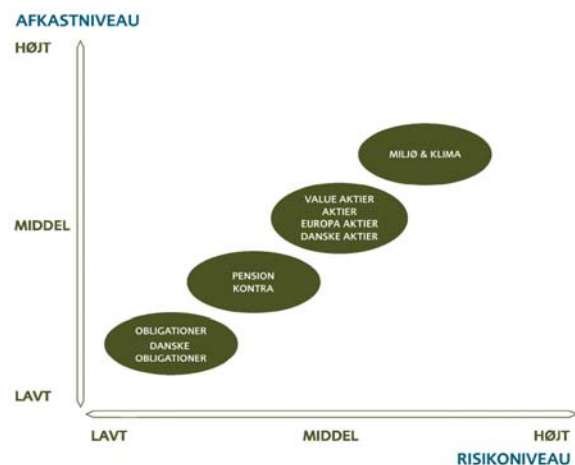 AFKASTNIVEAU
HØJT
MILJØ & KLIMA
VALUE AKTIER
AKTIER
EUROPA AKTIER
DANSKE AKTIER
MIDDEL
PENSION
KONTRA
OBLIGATIONER
DANSKE
OBLIGATIONER
LAVT
LAVT MIDDEL HØJT
RISIKONIVEAU